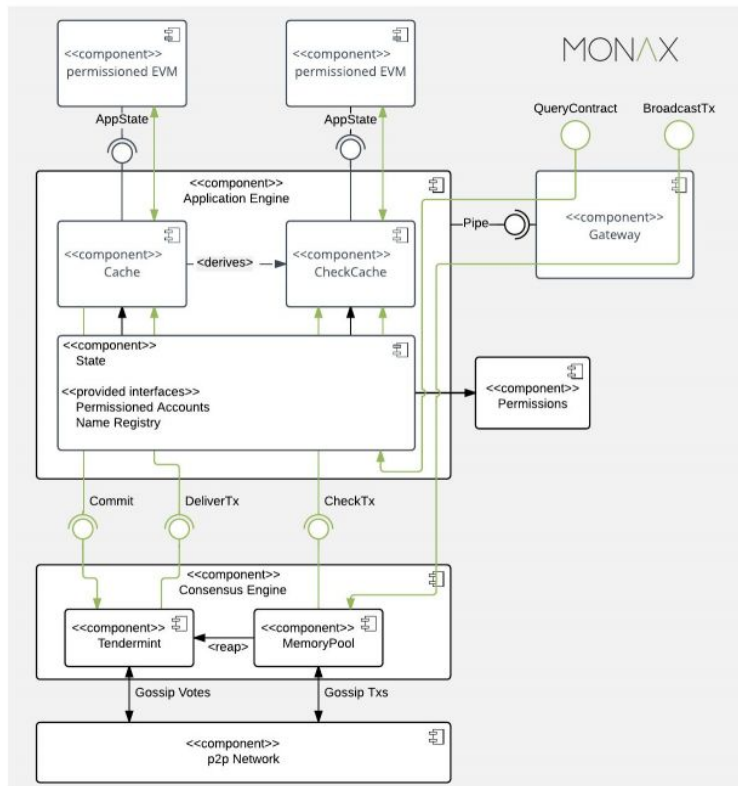 <<component>>
permissioned EVM
<<component>>
permissioned EVM
MONAX
AppState
AppState
QueryContract
BroadcastTx
<<component>>
Application Engine
<<component>>
Cache
<derives>
<<component>>
CheckCache
Pipe
<<component>>
Gateway
<<component>>
State
<<provided interfaces>>
Permissioned Accounts
Name Registry
<<component>>
Permissions
Commit
DeliverTx
CheckTx
<<component>>
Consensus Engine
<<component>>
Tendermint
<reap>
<<component>>
MemoryPool
Gossip Votes
Gossip Txs
<<component>>
p2p Network